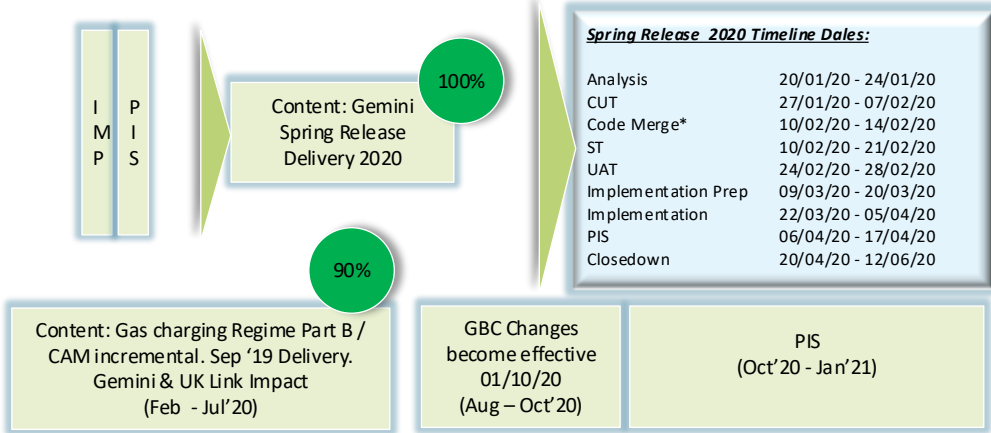 I
M
P
P
I
S
Content: Gemini
Spring Release
Delivery 2020
100%
Spring Release 2020 Timeline Dales:
Analysis 20/01/20 - 24/01/20
CUT 27/01/20 - 07/02/20
Code Merge* 10/02/20 - 14/02/20
ST 10/02/20 - 21/02/20
UAT 24/02/20 - 28/02/20
Implementation Prep 09/03/20 - 20/03/20
Implementation 22/03/20 - 05/04/20
PIS 06/04/20 - 17/04/20
Closedown 20/04/20 - 12/06/20
90%
Content: Gas charging Regime Part B /
CAM incremental. Sep ‘19 Delivery.
Gemini & UK Link Impact
(Feb - Jul’20)
GBC Changes
become effective
01/10/20
(Aug – Oct’20)
PIS
(Oct’20 - Jan’21)